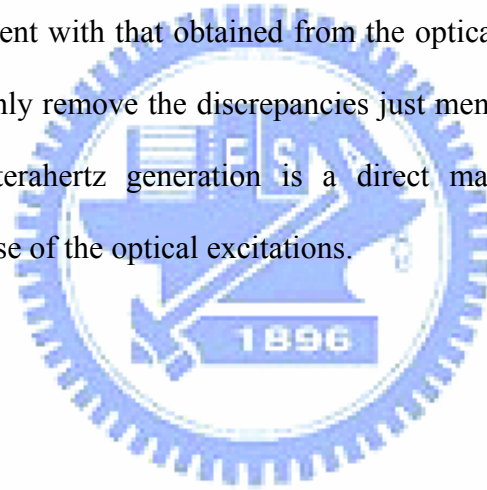 ent with that obtained from the optica
nly remove the discrepancies just men
terahertz generation is a direct ma
se of the optical excitations.
E S
1896